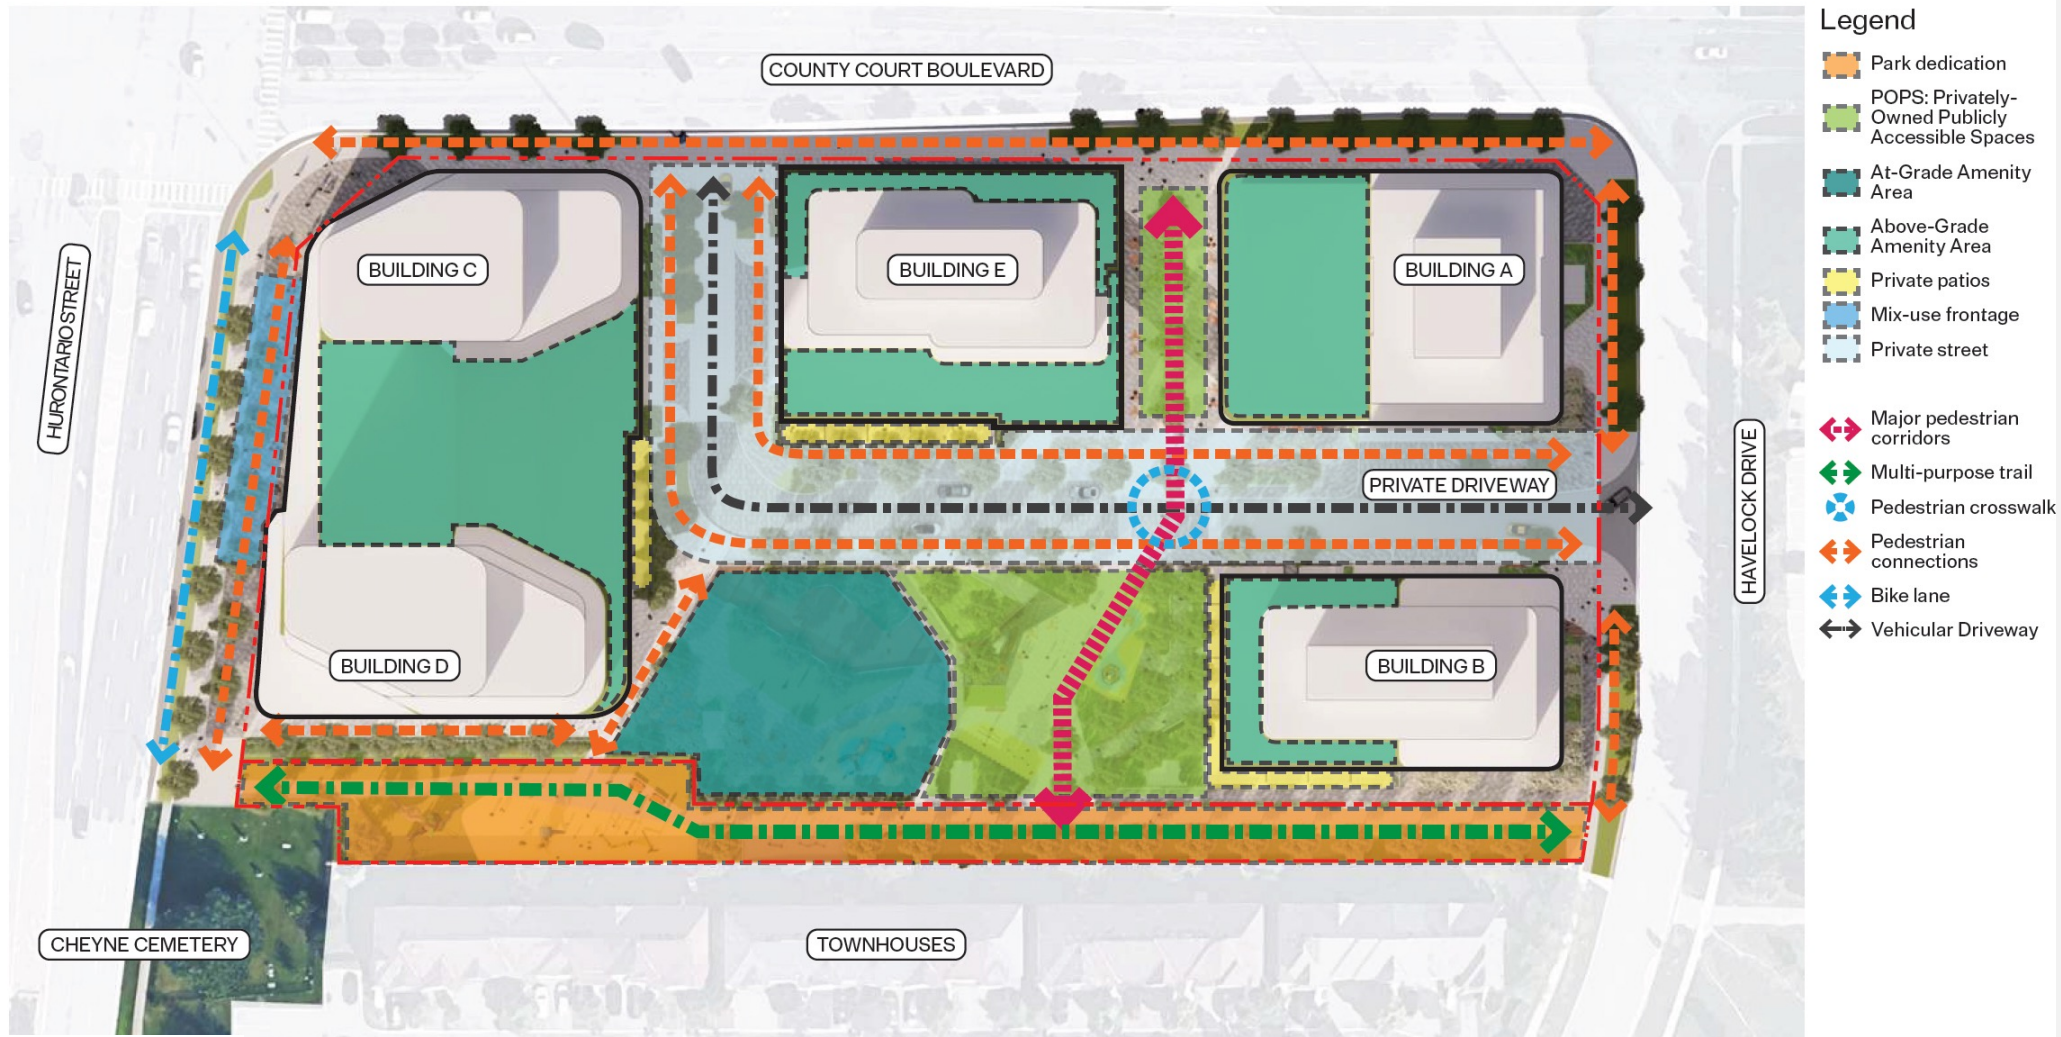 COUNTY COURT BOULEVARD
HURONTARIO STREET
BUILDING C
BUILDING E
BUILDING A
PRIVATE DRIVEWAY
HAVELOCK DRIVE
BUILDING D
BUILDING B
CHEYNE CEMETERY
TOWNHOUSES
Legend
Park dedication
POPS: Privately-
Owned Publicly
Accessible Spaces
At-Grade Amenity
Area
Above-Grade
Amenity Area
Private patios
Mix-use frontage
Private street
Major pedestrian
corridors
Multi-purpose trail
Pedestrian crosswalk
Pedestrian
connections
Bike lane
Vehicular Driveway